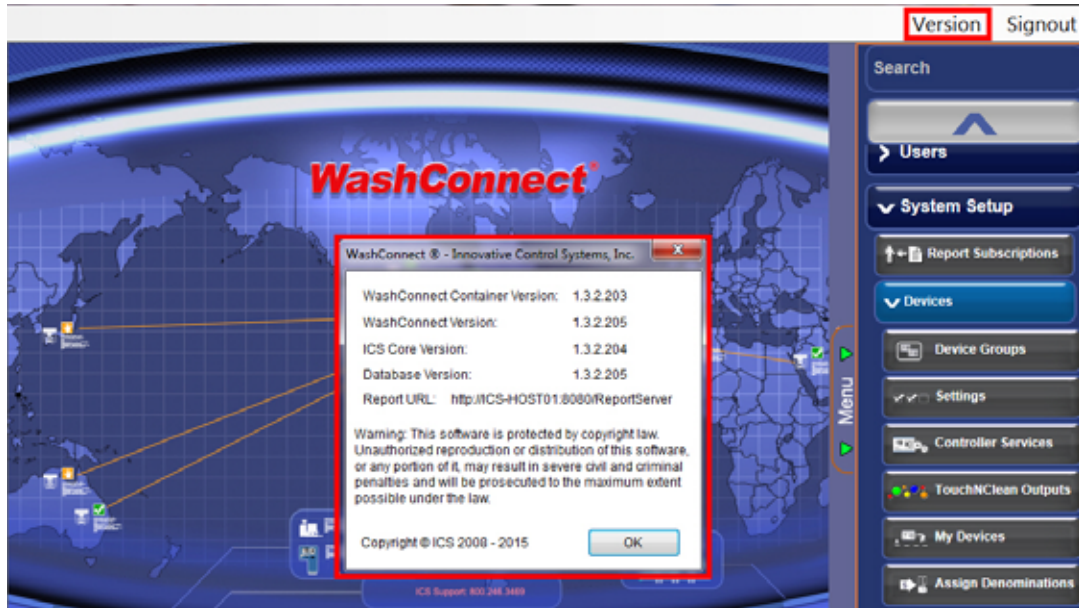 Version Signout
Search
Users
System Setup
Report Subscriptions
Devices
Device Groups
Settings
Controller Services
TouchNClean Outputs
My Devices
Assign Denominations
Menu
WashConnect®
WashConnect ® - Innovative Control Systems, Inc.
WashConnect Container Version: 1.3.2.203
WashConnect Version: 1.3.2.205
ICS Core Version: 1.3.2.204
Database Version: 1.3.2.205
Report URL: http://ICS-HOST01:8080/ReportServer
Warning: This software is protected by copyright law.
Unauthorized reproduction or distribution of this software,
or any portion of it, may result in severe civil and criminal
penalties and will be prosecuted to the maximum extent
possible under the law.
Copyright © ICS 2008 - 2015
OK
ICS Support: 800.246.3469